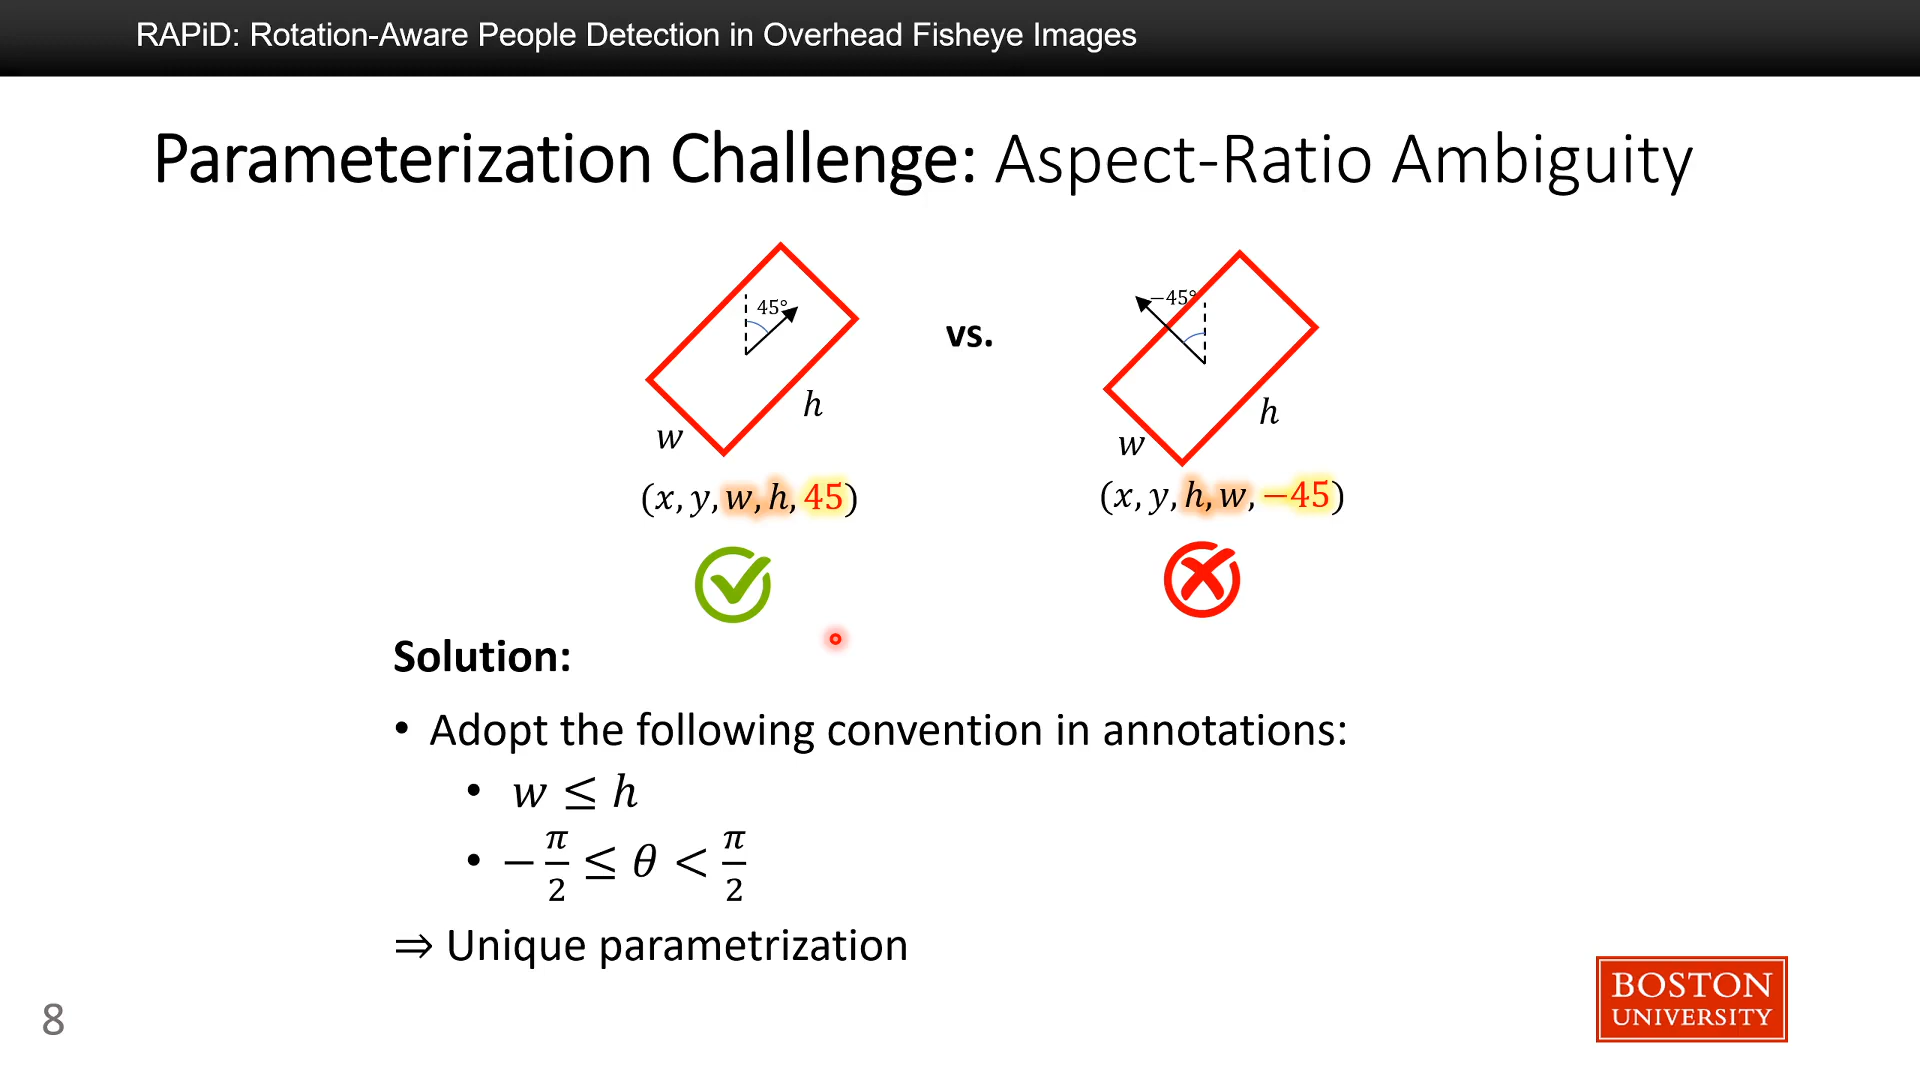 RAPiD: Rotation-Aware People Detection in Overhead Fisheye Images
Parameterization Challenge: Aspect-Ratio Ambiguity
45°
−45°
vs.
h
h
w
w
(x, y, w, h, 45)
(x, y, h, w, −45)
Solution:
• Adopt the following convention in annotations:
• w ≤ h
• −π/2 ≤ θ < π/2
⇒ Unique parametrization
BOSTON
UNIVERSITY
8